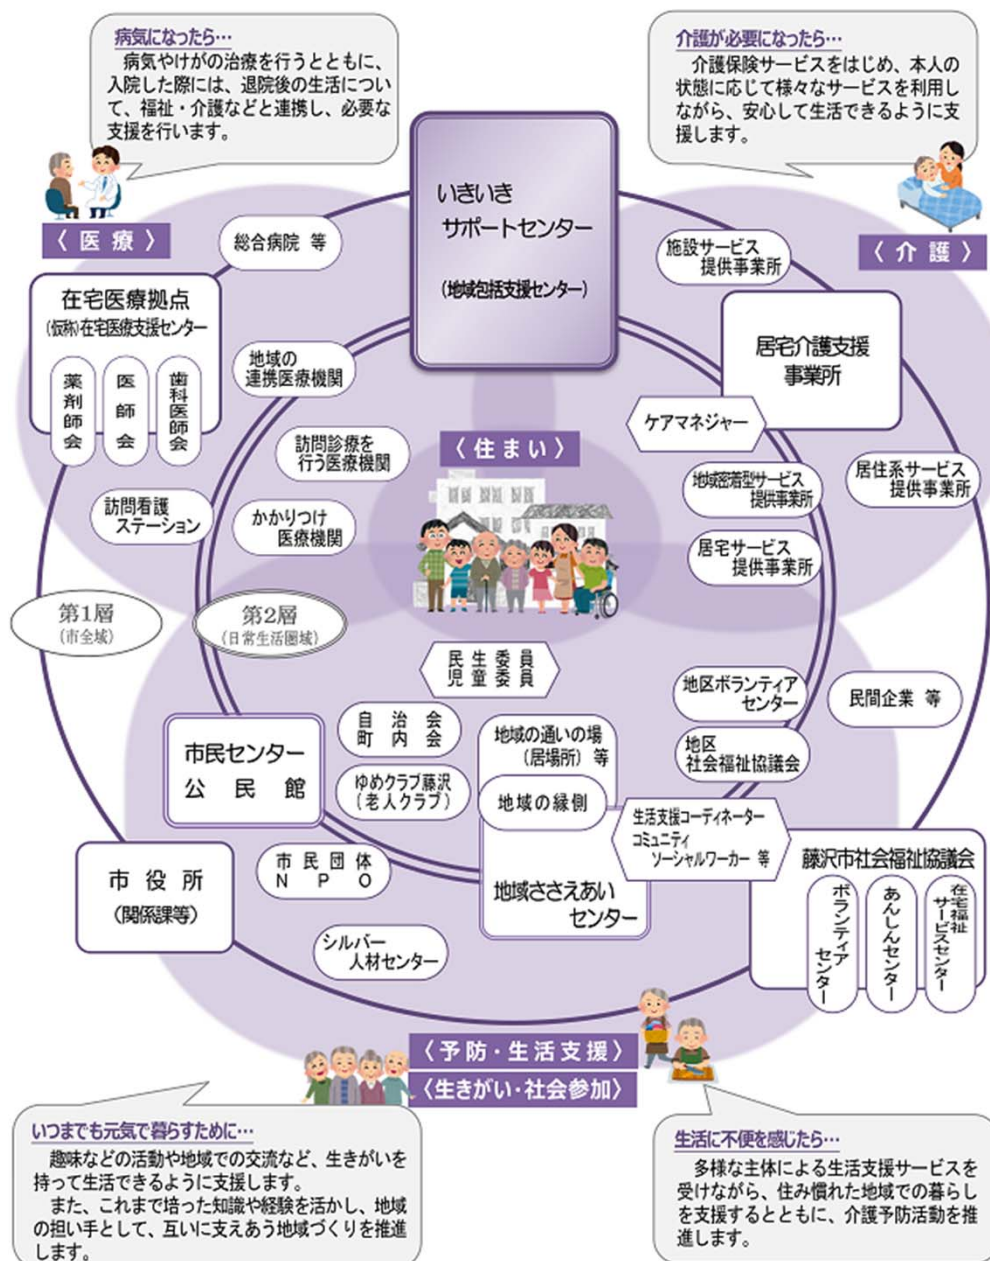 病気になったら…
病気やけがの治療を行うとともに、
入院した際には、退院後の生活につい
て、福祉・介護などと連携し、必要な
支援を行います。
介護が必要になったら…
介護保険サービスをはじめ、本人の
状態に応じて様々なサービスを利用し
ながら、安心して生活できるように支
援します。
いきいき
サポートセンター
(地域包括支援センター)
〈医療〉
〈介護〉
総合病院 等
施設サービス
提供事業所
在宅医療拠点
(仮称)在宅医療支援センター
薬剤師会
医師会
歯科医師会
地域の
連携医療機関
居宅介護支援
事業所
ケアマネジャー
訪問診療を
行う医療機関
〈住まい〉
地域密着型サービス
提供事業所
居住系サービス
提供事業所
訪問看護
ステーション
かかりつけ
医療機関
居宅サービス
提供事業所
第1層
(市全域)
第2層
(日常生活圏域)
民生委員
児童委員
地区ボランティア
センター
民間企業 等
市民センター
公民館
自治会
町内会
地域の通いの場
(居場所)等
地区
社会福祉協議会
ゆめクラブ藤沢
(老人クラブ)
地域の縁側
生活支援コーディネーター
コミュニティ
ソーシャルワーカー 等
市役所
(関係課等)
市民団体
NPO
地域ささえあい
センター
藤沢市社会福祉協議会
ボランティア
センター
あんしんセンター
在宅福祉
サービスセンター
シルバー
人材センター
〈予防・生活支援〉
〈生きがい・社会参加〉
いつまでも元気で暮らすために…
趣味などの活動や地域での交流など、生きがいを
持って生活できるように支援します。
また、これまで培った知識や経験を活かし、地域
の担い手として、互いに支えあう地域づくりを推進
します。
生活に不便を感じたら…
多様な主体による生活支援サービスを
受けながら、住み慣れた地域での暮らし
を支援するとともに、介護予防活動を推
進します。